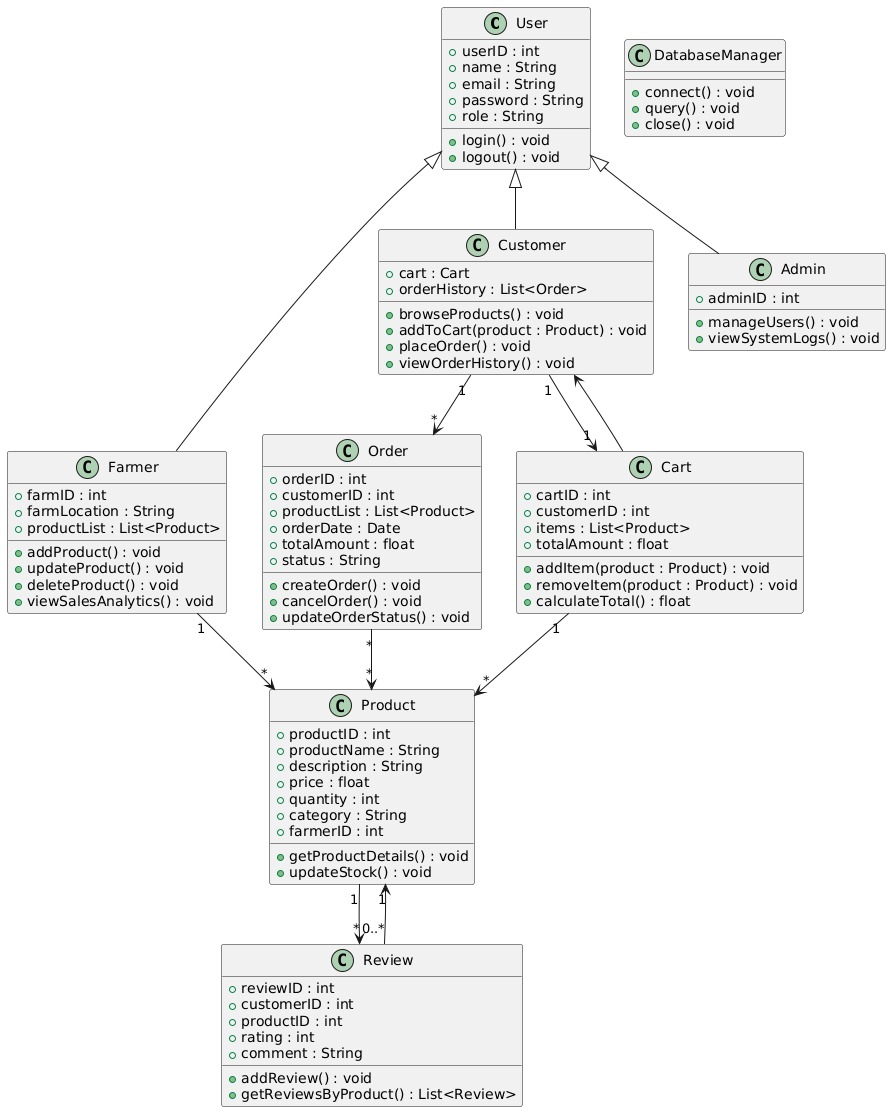 C User
userID : int
name : String
email : String
password : String
role : String
login() : void
logout() : void
C DatabaseManager
connect() : void
query() : void
close() : void
C Customer
cart : Cart
orderHistory : List<Order>
browseProducts() : void
addToCart(product : Product) : void
placeOrder() : void
viewOrderHistory() : void
C Admin
adminID : int
manageUsers() : void
viewSystemLogs() : void
1
*
1
1
C Farmer
farmID : int
farmLocation : String
productList : List<Product>
addProduct() : void
updateProduct() : void
deleteProduct() : void
viewSalesAnalytics() : void
C Order
orderID : int
customerID : int
productList : List<Product>
orderDate : Date
totalAmount : float
status : String
createOrder() : void
cancelOrder() : void
updateOrderStatus() : void
C Cart
cartID : int
customerID : int
items : List<Product>
totalAmount : float
addItem(product : Product) : void
removeItem(product : Product) : void
calculateTotal() : float
1
*
*
*
1
*
C Product
productID : int
productName : String
description : String
price : float
quantity : int
category : String
farmerID : int
getProductDetails() : void
updateStock() : void
1
*
1
0..*
C Review
reviewID : int
customerID : int
productID : int
rating : int
comment : String
addReview() : void
getReviewsByProduct() : List<Review>